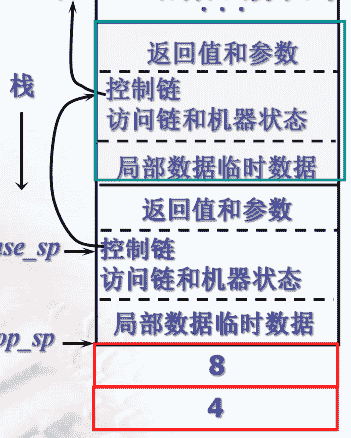 ...
返回值和参数
控制链
访问链和机器状态
局部数据临时数据
栈
返回值和参数
控制链
访问链和机器状态
局部数据临时数据
ase_sp
op_sp
8
4